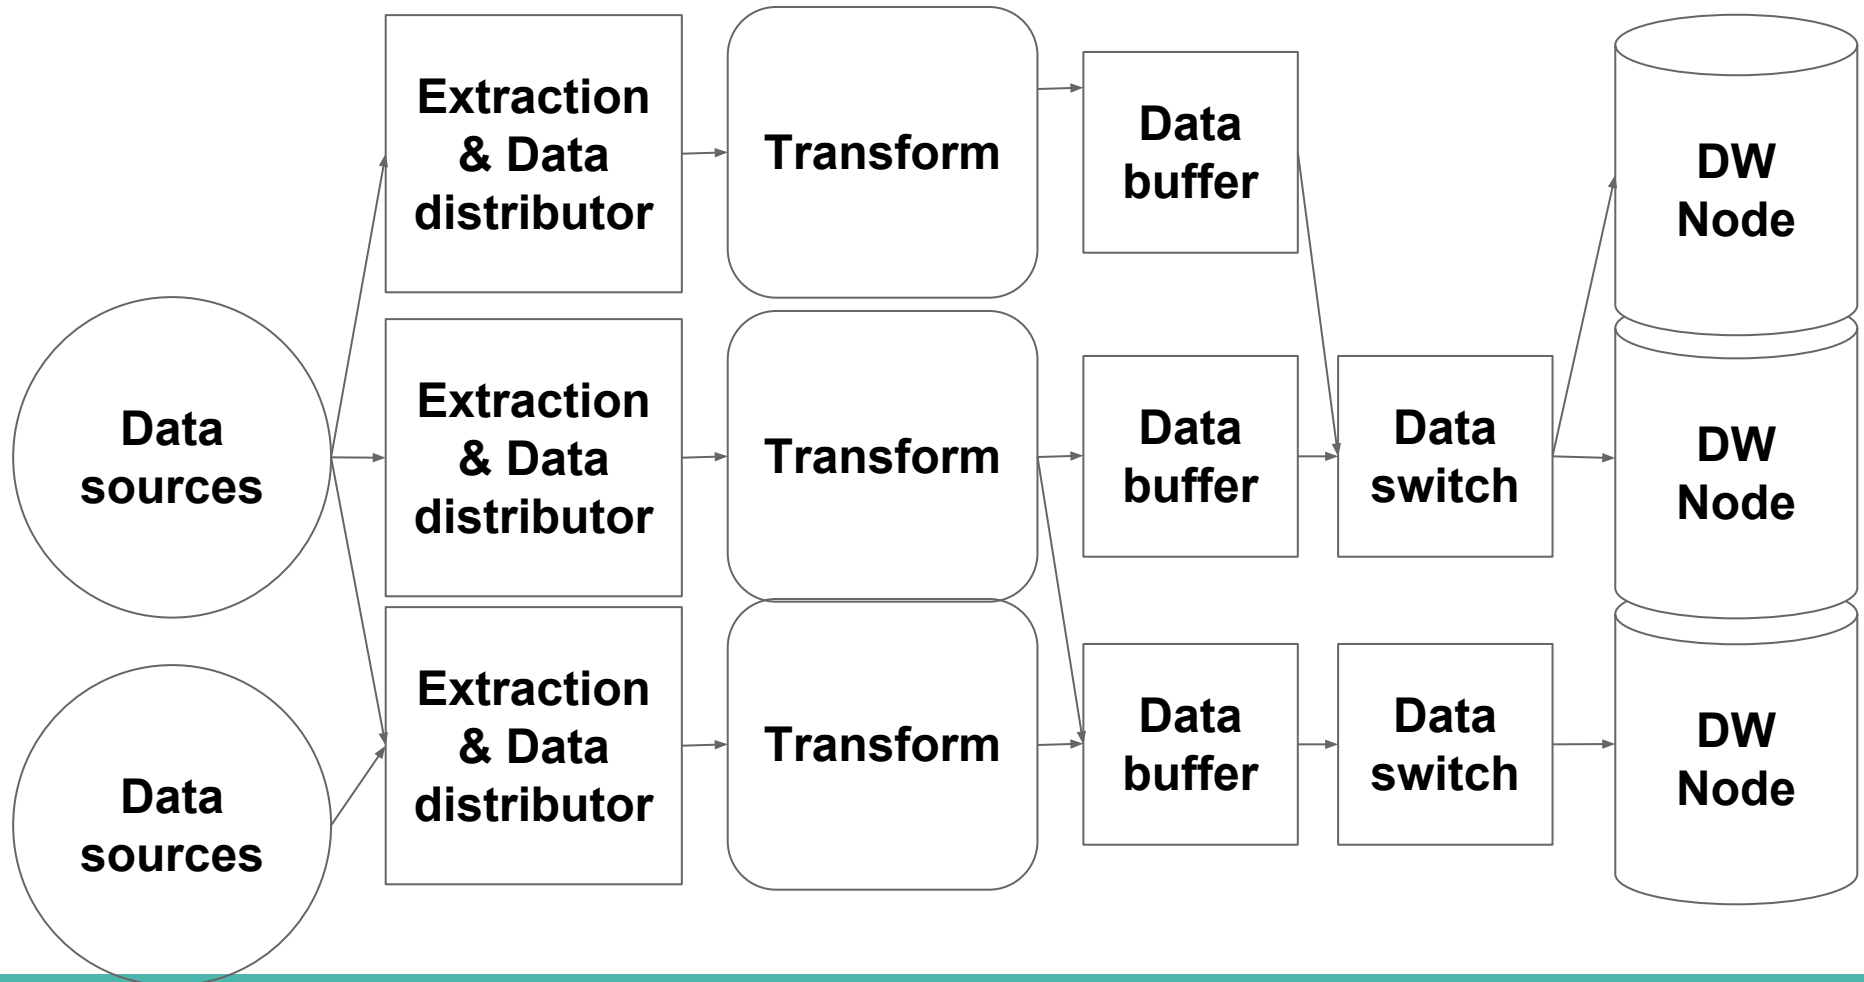 Extraction
& Data
distributor
Transform
Data
buffer
DW
Node
Data
sources
Extraction
& Data
distributor
Transform
Data
buffer
Data
switch
DW
Node
Data
sources
Extraction
& Data
distributor
Transform
Data
buffer
Data
switch
DW
Node